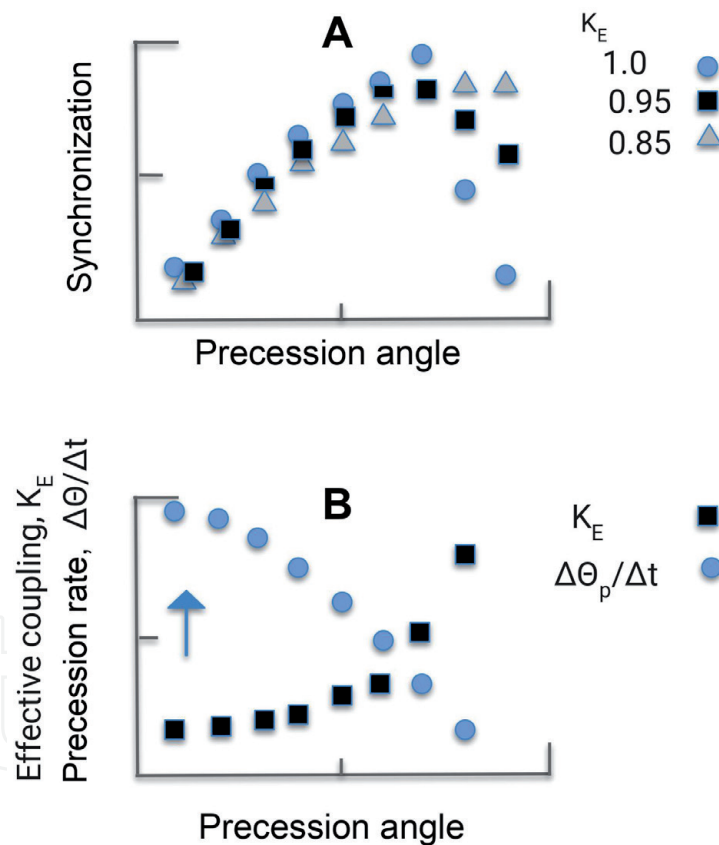 A
K_E
1.0
0.95
0.85
Synchronization
Precession angle
B
Effective coupling, K_E
Precession rate, ΔΘ/Δt
K_E
ΔΘ_p/Δt
Precession angle